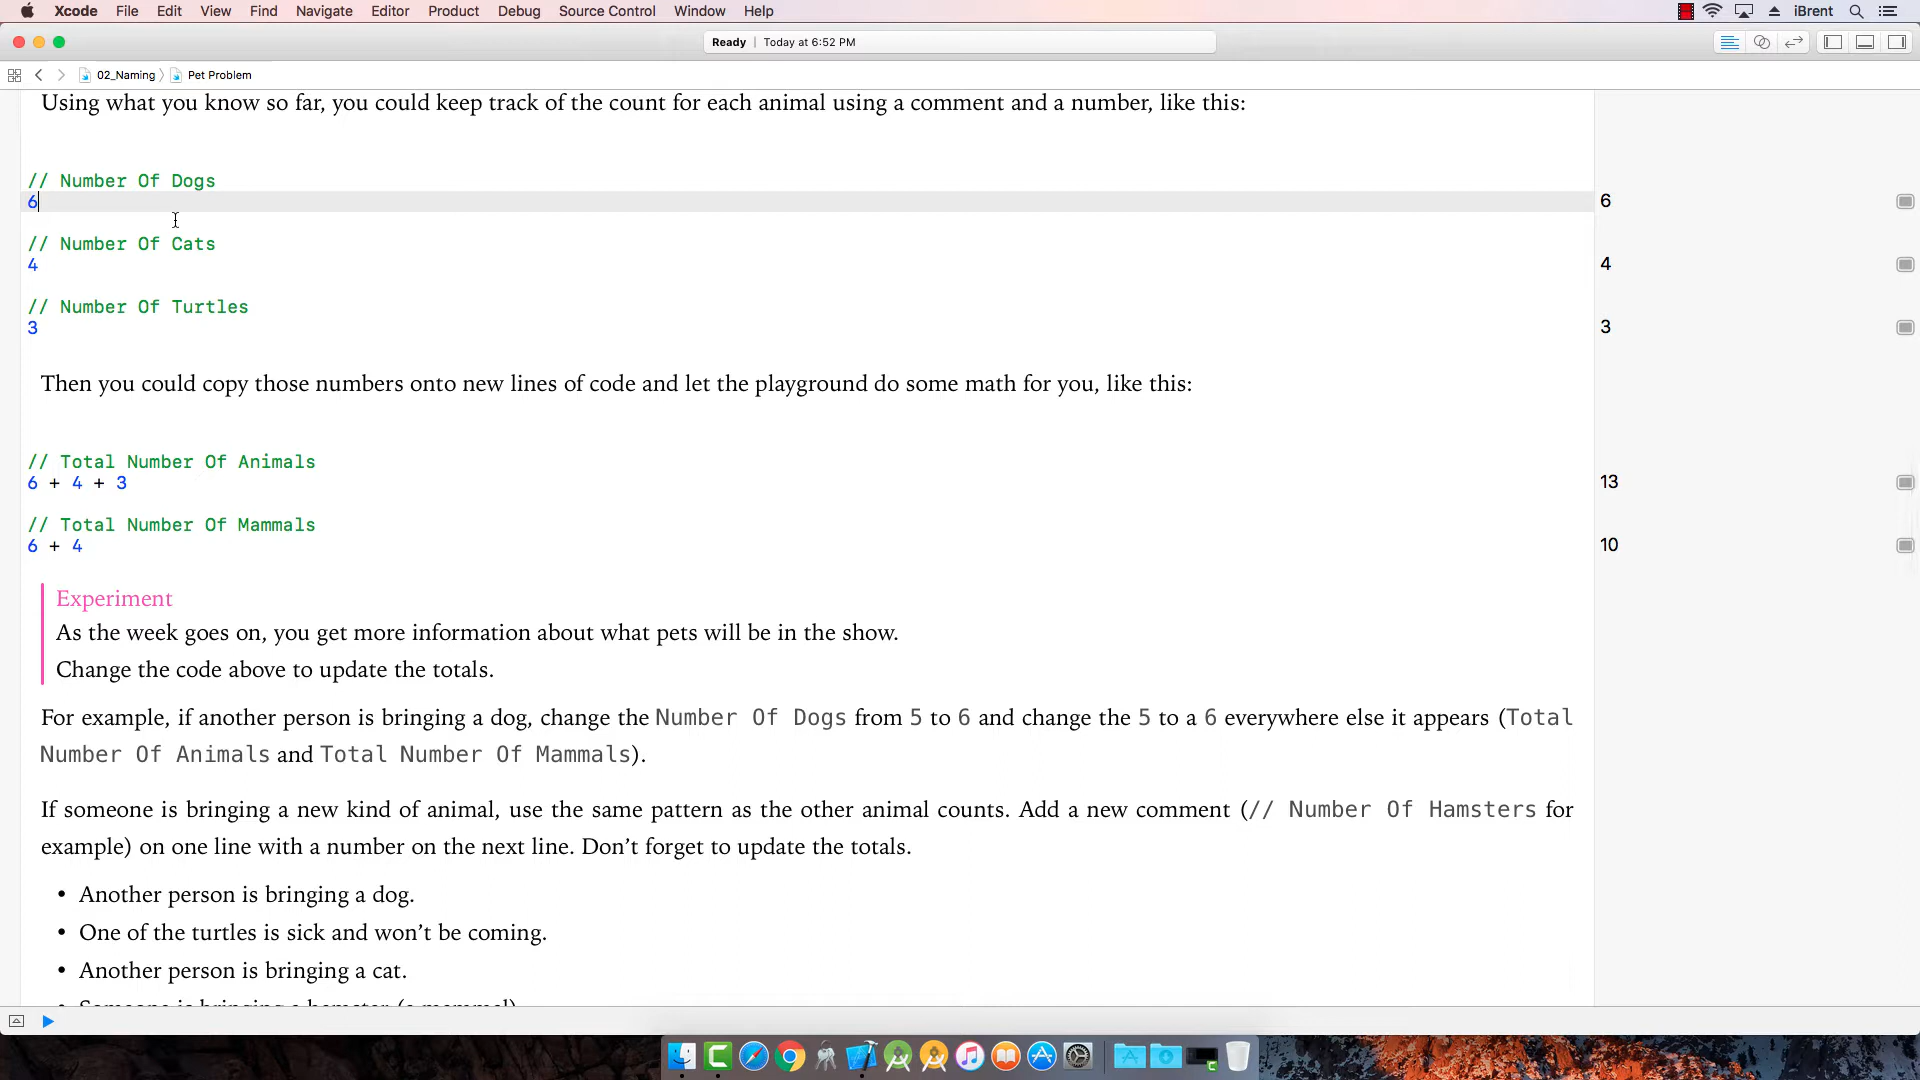 Xcode File Edit View Find Navigate Editor Product Debug Source Control Window Help iBrent
Ready | Today at 6:52 PM
02_Naming Pet Problem
Using what you know so far, you could keep track of the count for each animal using a comment and a number, like this:
// Number Of Dogs
6 6
// Number Of Cats
4 4
// Number Of Turtles
3 3
Then you could copy those numbers onto new lines of code and let the playground do some math for you, like this:
// Total Number Of Animals
6 + 4 + 3 13
// Total Number Of Mammals
6 + 4 10
Experiment
As the week goes on, you get more information about what pets will be in the show.
Change the code above to update the totals.
For example, if another person is bringing a dog, change the Number Of Dogs from 5 to 6 and change the 5 to a 6 everywhere else it appears (Total
Number Of Animals and Total Number Of Mammals).
If someone is bringing a new kind of animal, use the same pattern as the other animal counts. Add a new comment (// Number Of Hamsters for
example) on one line with a number on the next line. Don’t forget to update the totals.
• Another person is bringing a dog.
• One of the turtles is sick and won’t be coming.
• Another person is bringing a cat.
• Someone is bringing a hamster (a mammal)